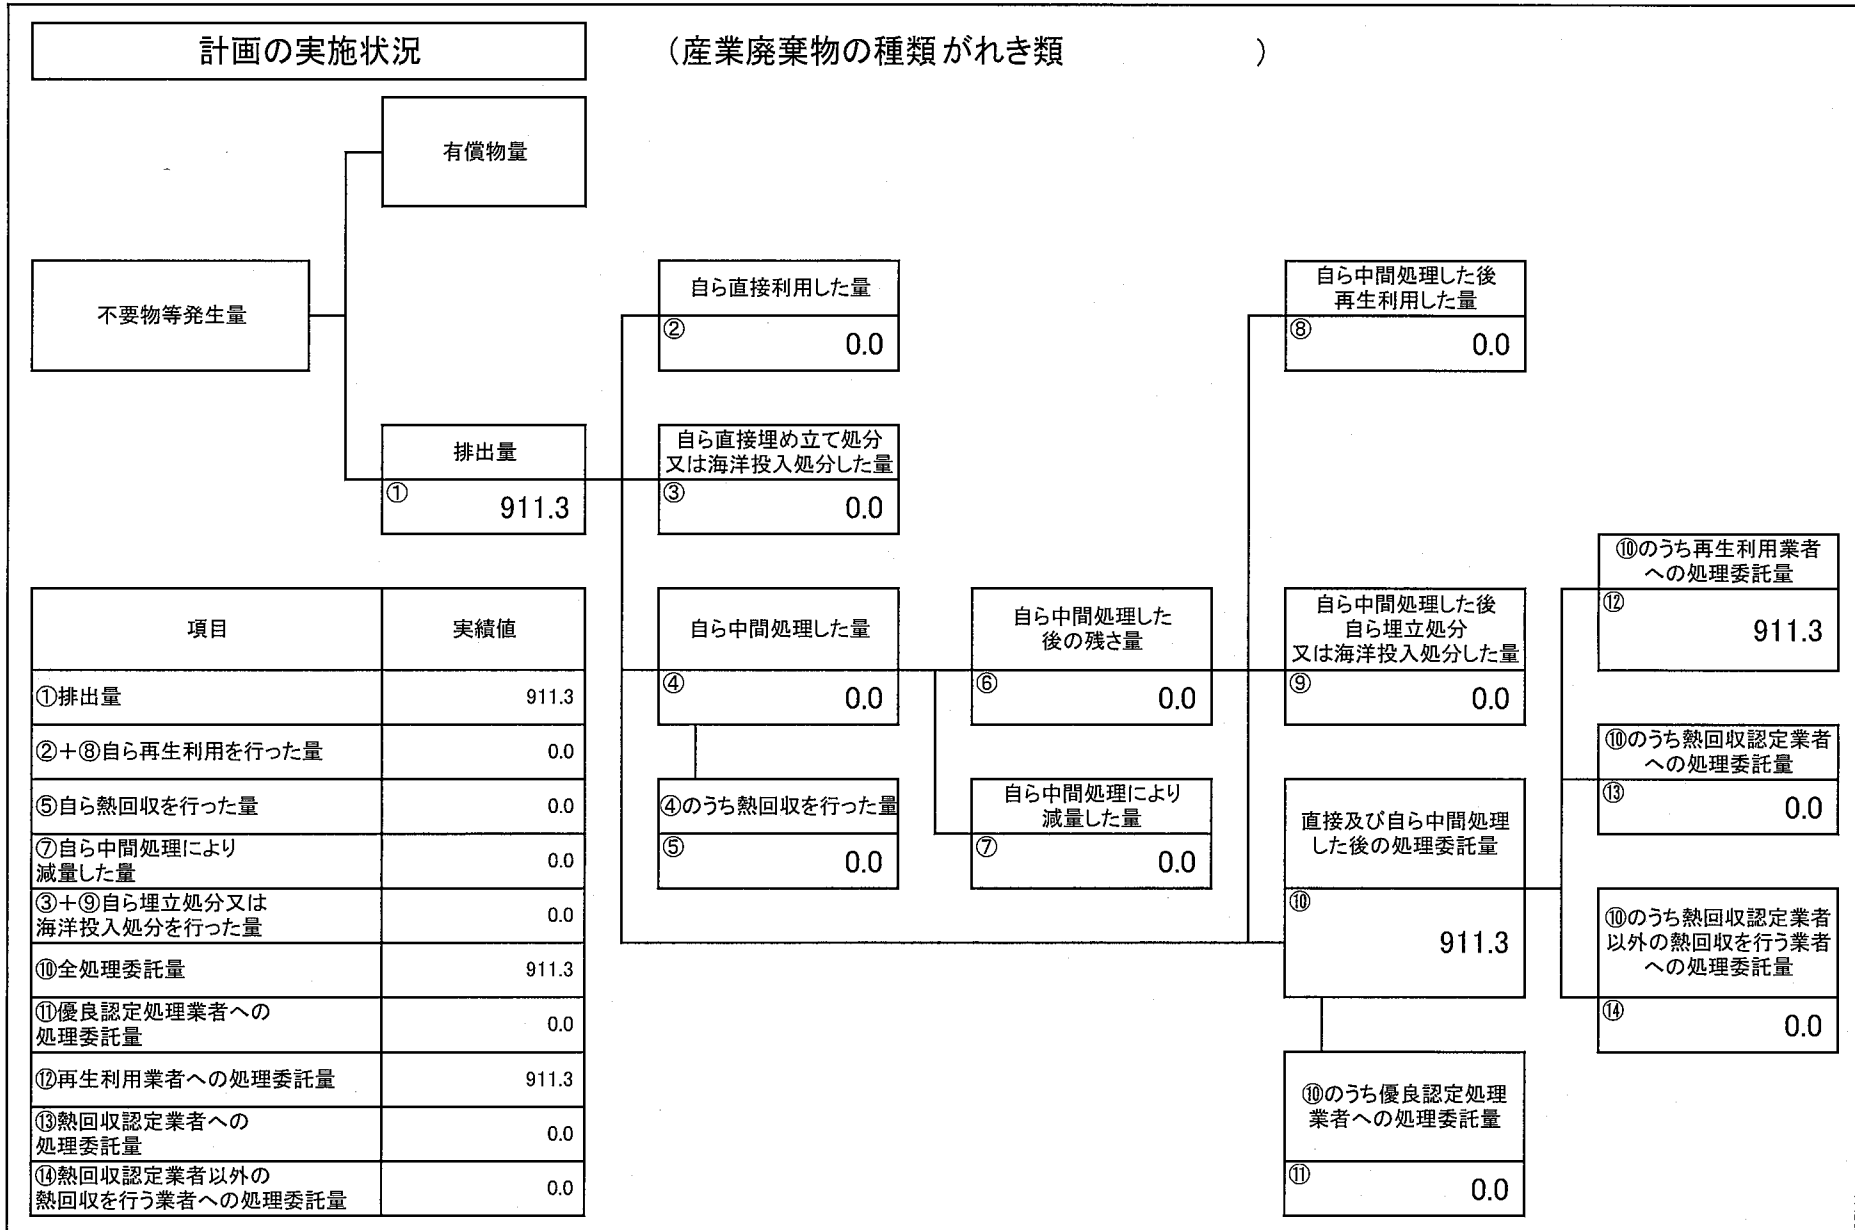 計画の実施状況
（産業廃棄物の種類 がれき類 ）
有償物量
不要物等発生量
排出量
①
911.3
自ら直接利用した量
②
0.0
自ら直接埋め立て処分
又は海洋投入処分した量
③
0.0
自ら中間処理した量
④
0.0
④のうち熱回収を行った量
⑤
0.0
自ら中間処理した
後の残さ量
⑥
0.0
自ら中間処理により
減量した量
⑦
0.0
自ら中間処理した後
再生利用した量
⑧
0.0
自ら中間処理した後
自ら埋立処分
又は海洋投入処分した量
⑨
0.0
直接及び自ら中間処理
した後の処理委託量
⑩
911.3
⑩のうち優良認定処理
業者への処理委託量
⑪
0.0
⑩のうち再生利用業者
への処理委託量
⑫
911.3
⑩のうち熱回収認定業者
への処理委託量
⑬
0.0
⑩のうち熱回収認定業者
以外の熱回収を行う業者
への処理委託量
⑭
0.0
項目 実績値
①排出量 911.3
②＋⑧自ら再生利用を行った量 0.0
⑤自ら熱回収を行った量 0.0
⑦自ら中間処理により
減量した量 0.0
③＋⑨自ら埋立処分又は
海洋投入処分を行った量 0.0
⑩全処理委託量 911.3
⑪優良認定処理業者への
処理委託量 0.0
⑫再生利用業者への処理委託量 911.3
⑬熱回収認定業者への
処理委託量 0.0
⑭熱回収認定業者以外の
熱回収を行う業者への処理委託量 0.0